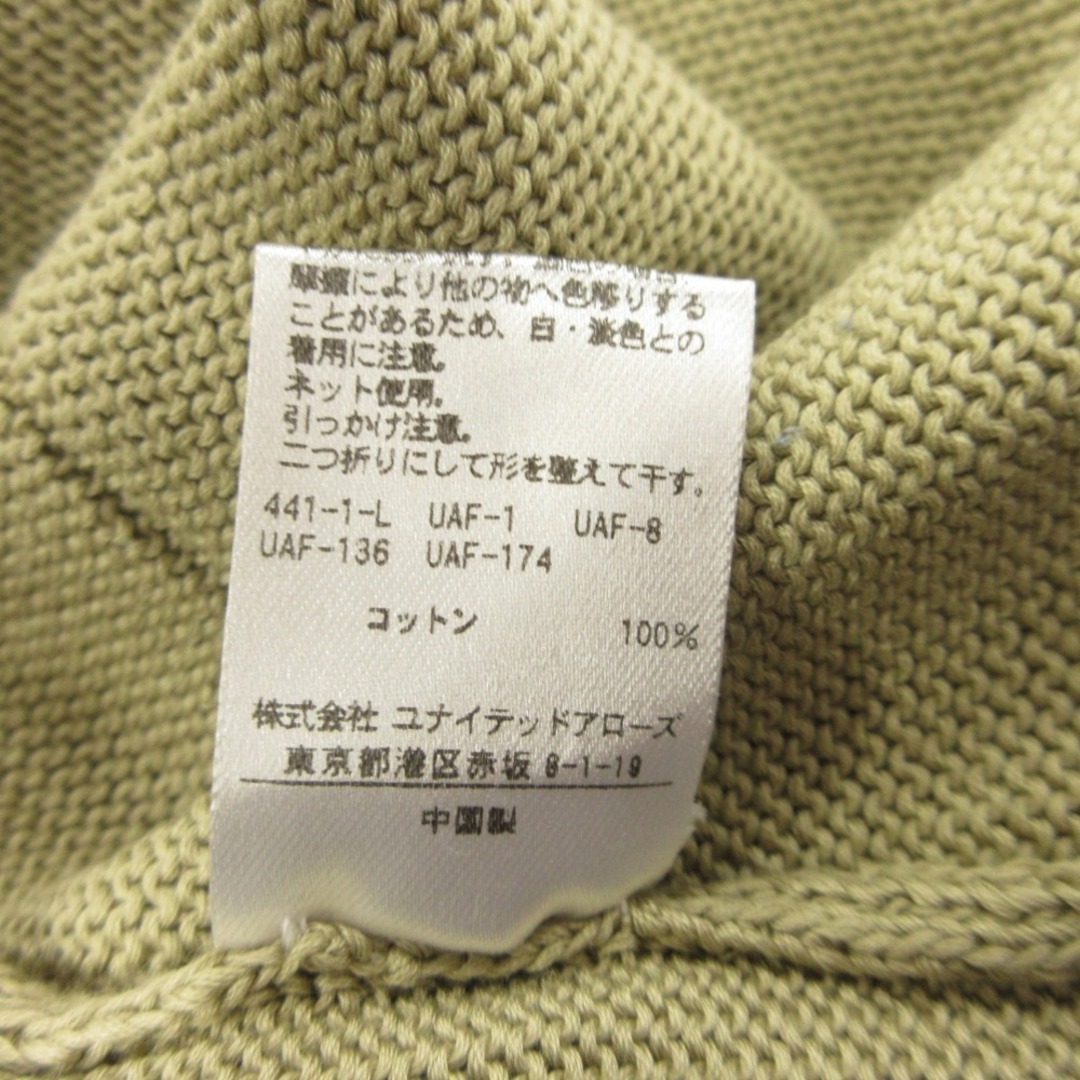 摩擦により他の物へ色移りする
ことがあるため、白・淡色との
着用に注意。
ネット使用。
引っかけ注意。
二つ折りにして形を整えて干す。
441-1-L UAF-1 UAF-8
UAF-136 UAF-174
コットン 100%
株式会社 ユナイテッドアローズ
東京都港区赤坂 8-1-19
中国製